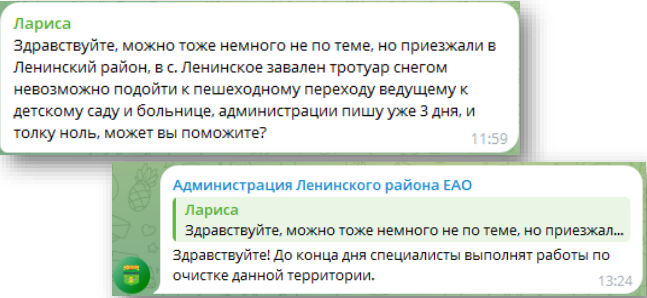 Лариса
Здравствуйте, можно тоже немного не по теме, но приезжали в
Ленинский район, в с. Ленинское завален тротуар снегом
невозможно подойти к пешеходному переходу ведущему к
детскому саду и больнице, администрации пишу уже 3 дня, и
толку ноль, может вы поможите?
11:59
Администрация Ленинского района ЕАО
Лариса
Здравствуйте, можно тоже немного не по теме, но приезжал...
Здравствуйте! До конца дня специалисты выполнят работы по
очистке данной территории.
13:24